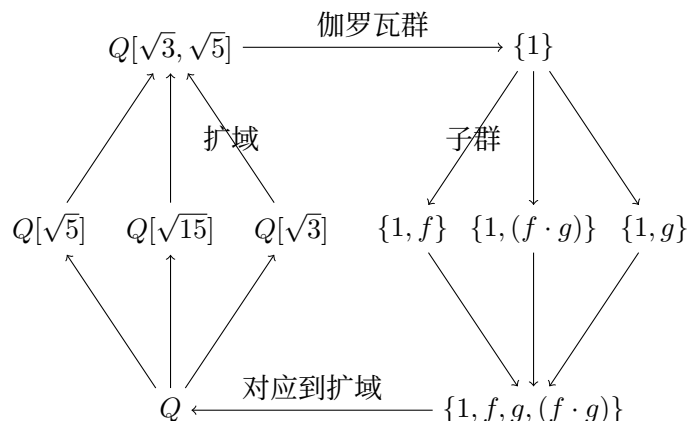 伽罗瓦群
Q[√3, √5] {1}
扩域 子群
Q[√5] Q[√15] Q[√3] {1, f} {1, (f · g)} {1, g}
对应到扩域
Q {1, f, g, (f · g)}